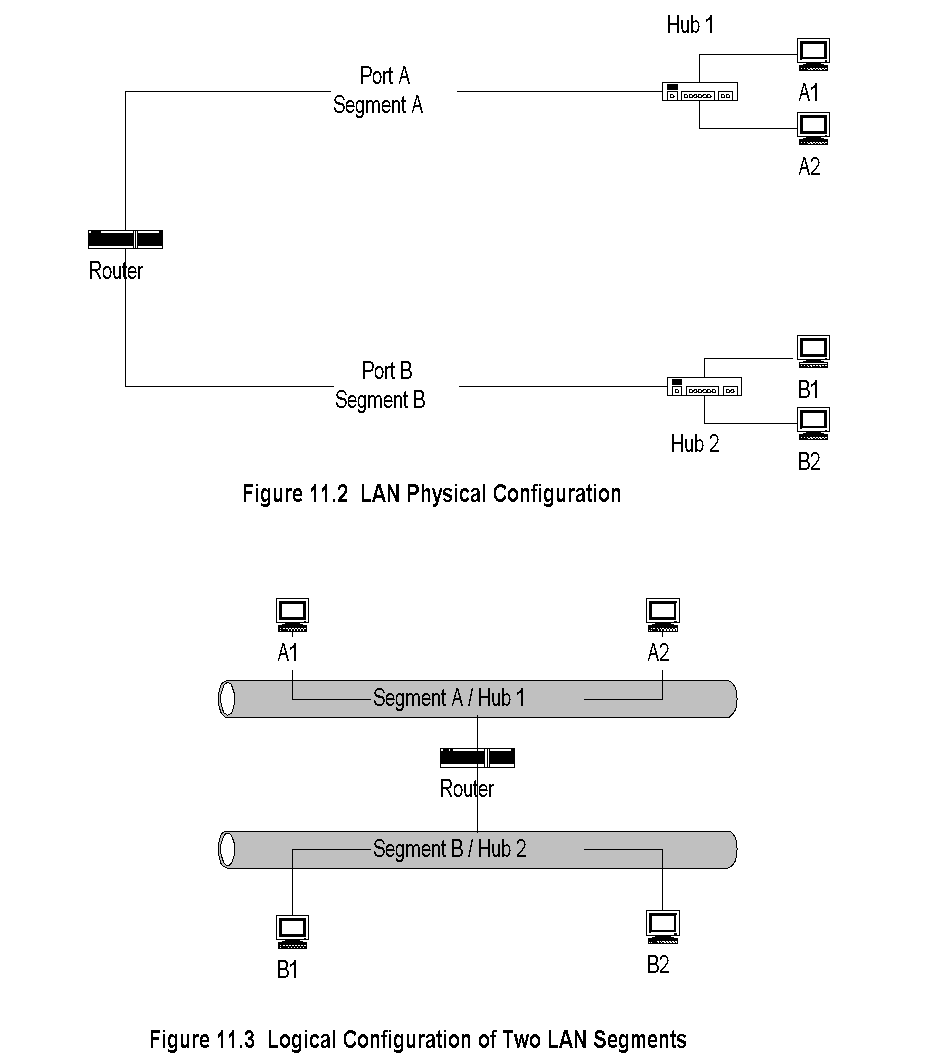 Hub 1
Port A
Segment A
A1
A2
Router
Port B
Segment B
B1
Hub 2
B2
Figure 11.2 LAN Physical Configuration
A1
A2
Segment A / Hub 1
Router
Segment B / Hub 2
B1
B2
Figure 11.3 Logical Configuration of Two LAN Segments